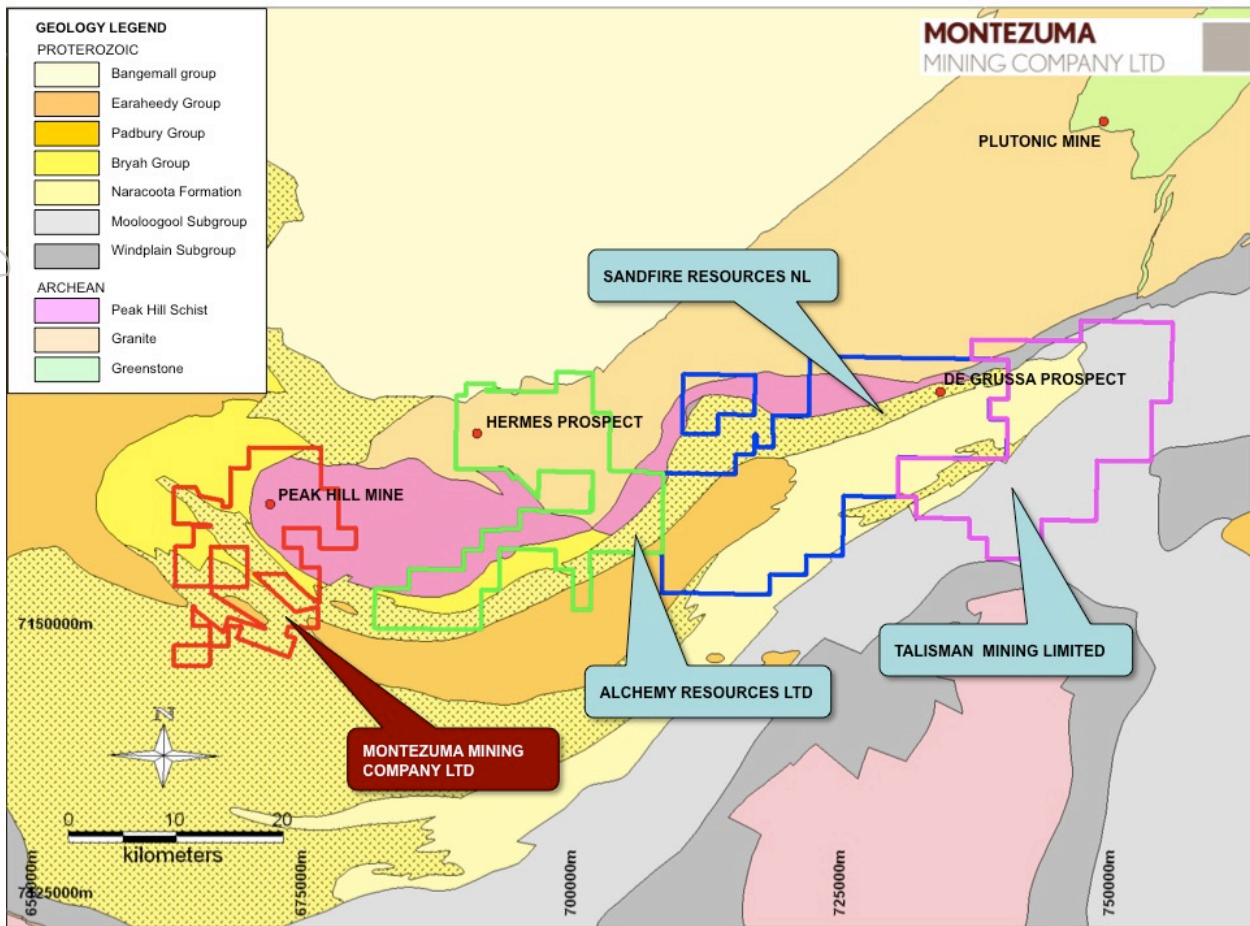 GEOLOGY LEGEND
PROTEROZOIC
Bangemall group
Earaheedy Group
Padbury Group
Bryah Group
Naracoota Formation
Mooloogool Subgroup
Windplain Subgroup
ARCHEAN
Peak Hill Schist
Granite
Greenstone
MONTEZUMA
MINING COMPANY LTD
PLUTONIC MINE
SANDFIRE RESOURCES NL
DE GRUSSA PROSPECT
HERMES PROSPECT
PEAK HILL MINE
7150000m
TALISMAN MINING LIMITED
ALCHEMY RESOURCES LTD
MONTEZUMA MINING
COMPANY LTD
N
0 10 20
kilometers
7125000m
650000m
675000m
700000m
725000m
750000m